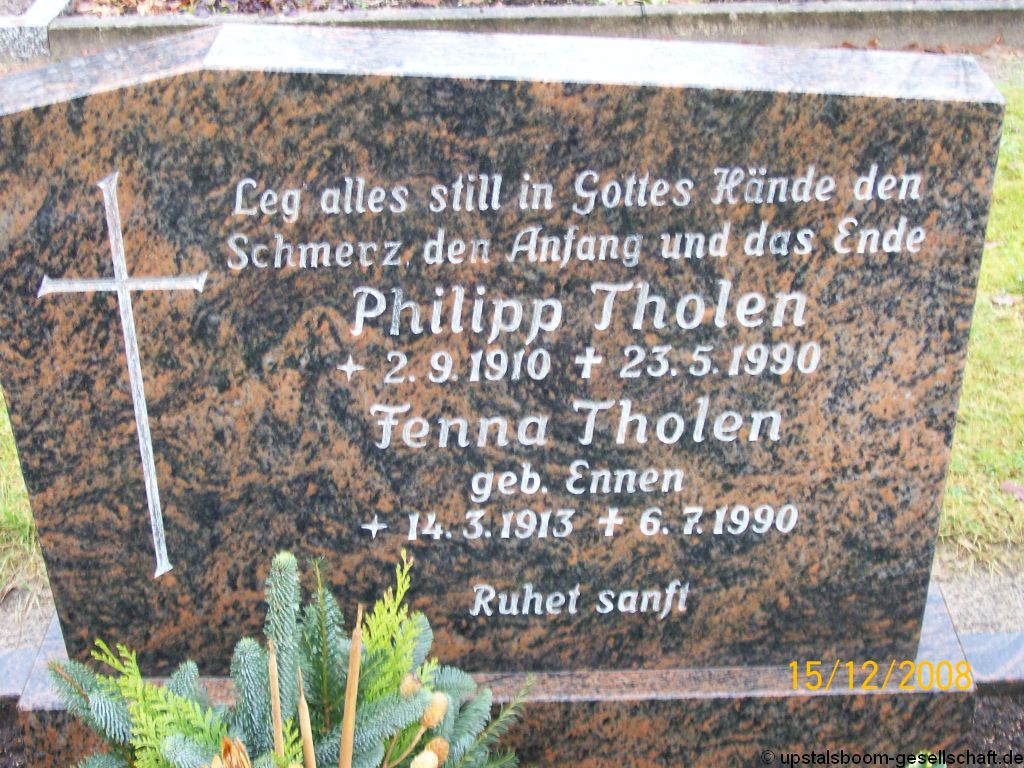 Leg alles still in Gottes Hände den
Schmerz, den Anfang und das Ende
Philipp Tholen
2.9.1910 ✝ 23.5.1990
Fenna Tholen
geb. Ennen
14.3.1913 ✝ 6.7.1990
Ruhet sanft
15/12/2008
© upstalsboom-gesellschaft.de